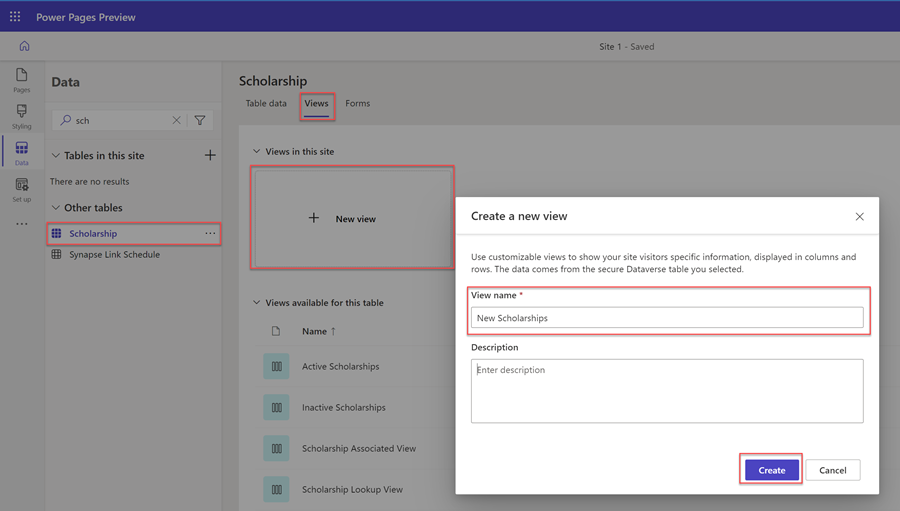 Power Pages Preview
Site 1 - Saved
Pages
Styling
Data
Set up
Data
sch
Tables in this site
There are no results
Other tables
Scholarship
Synapse Link Schedule
Scholarship
Table data Views Forms
Views in this site
New view
Views available for this table
Name ↑
Active Scholarships
Inactive Scholarships
Scholarship Associated View
Scholarship Lookup View
Create a new view
Use customizable views to show your site visitors specific information, displayed in columns and
rows. The data comes from the secure Dataverse table you selected.
View name *
New Scholarships
Description
Enter description
Create Cancel